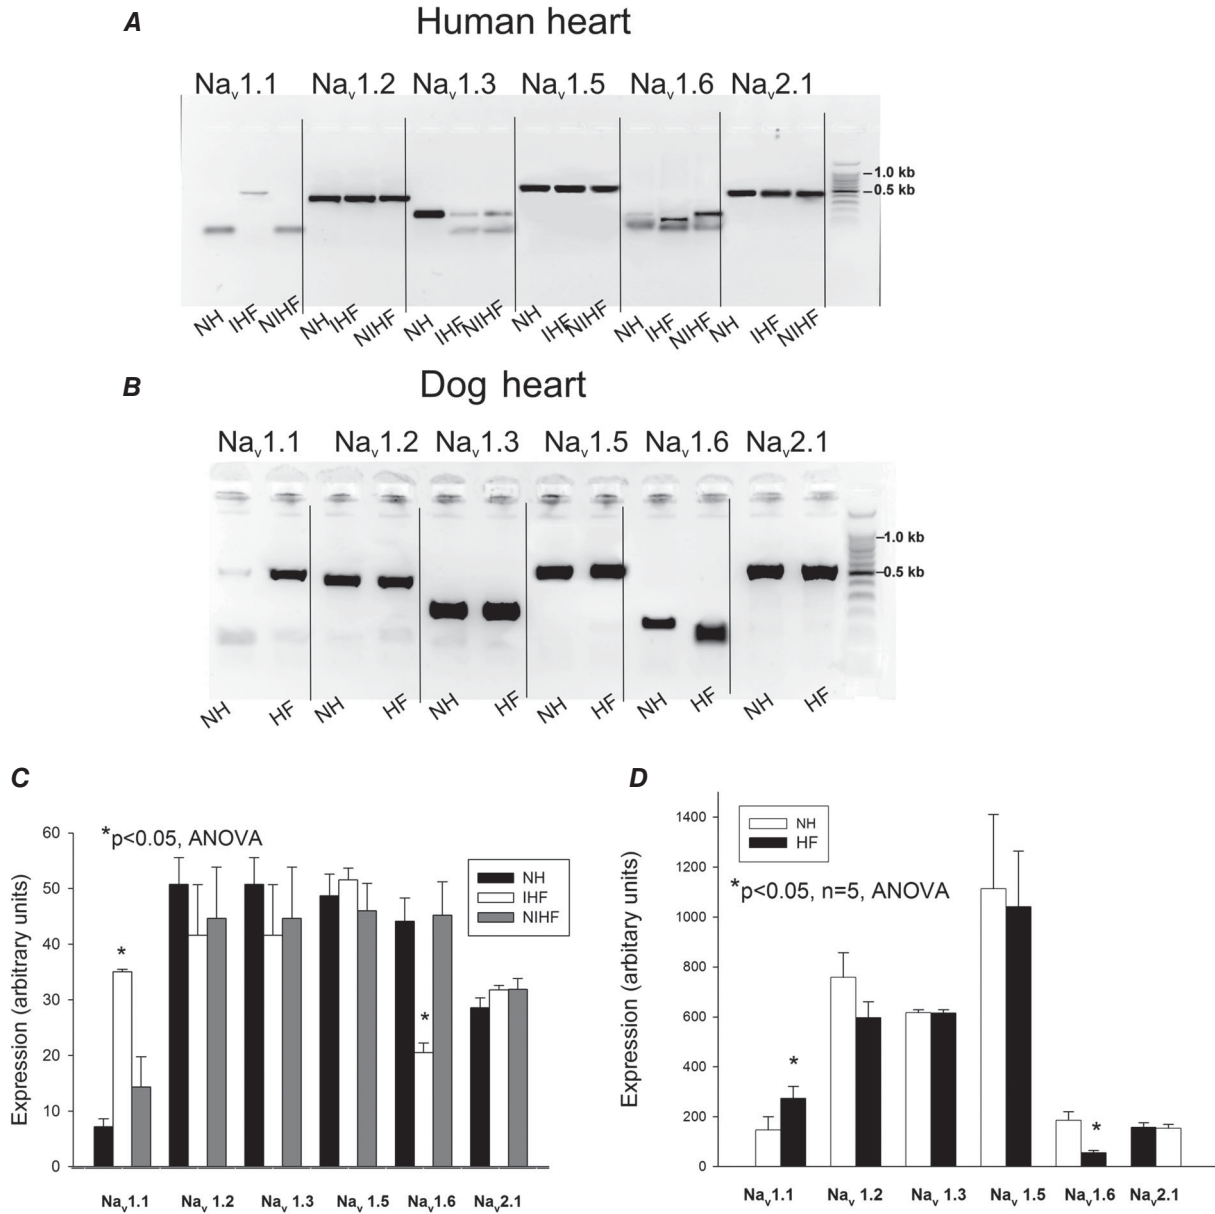 A
Human heart
Nav1.1 Nav1.2 Nav1.3 Nav1.5 Nav1.6 Nav2.1
1.0 kb
0.5 kb
NH IHF NIHF NH IHF NIHF NH IHF NIHF NH IHF NIHF NH IHF NIHF NH IHF NIHF
B
Dog heart
Nav1.1 Nav1.2 Nav1.3 Nav1.5 Nav1.6 Nav2.1
1.0 kb
0.5 kb
NH HF NH HF NH HF NH HF NH HF NH HF
C
*p<0.05, ANOVA
NH
IHF
NIHF
Expression (arbitrary units)
60
50
40
30
20
10
0
*
*
Nav1.1 Nav 1.2 Nav 1.3 Nav 1.5 Nav1.6 Nav2.1
D
NH
HF
*p<0.05, n=5, ANOVA
Expression (arbitary units)
1400
1200
1000
800
600
400
200
0
*
*
Nav1.1 Nav 1.2 Nav 1.3 Nav 1.5 Nav1.6 Nav2.1